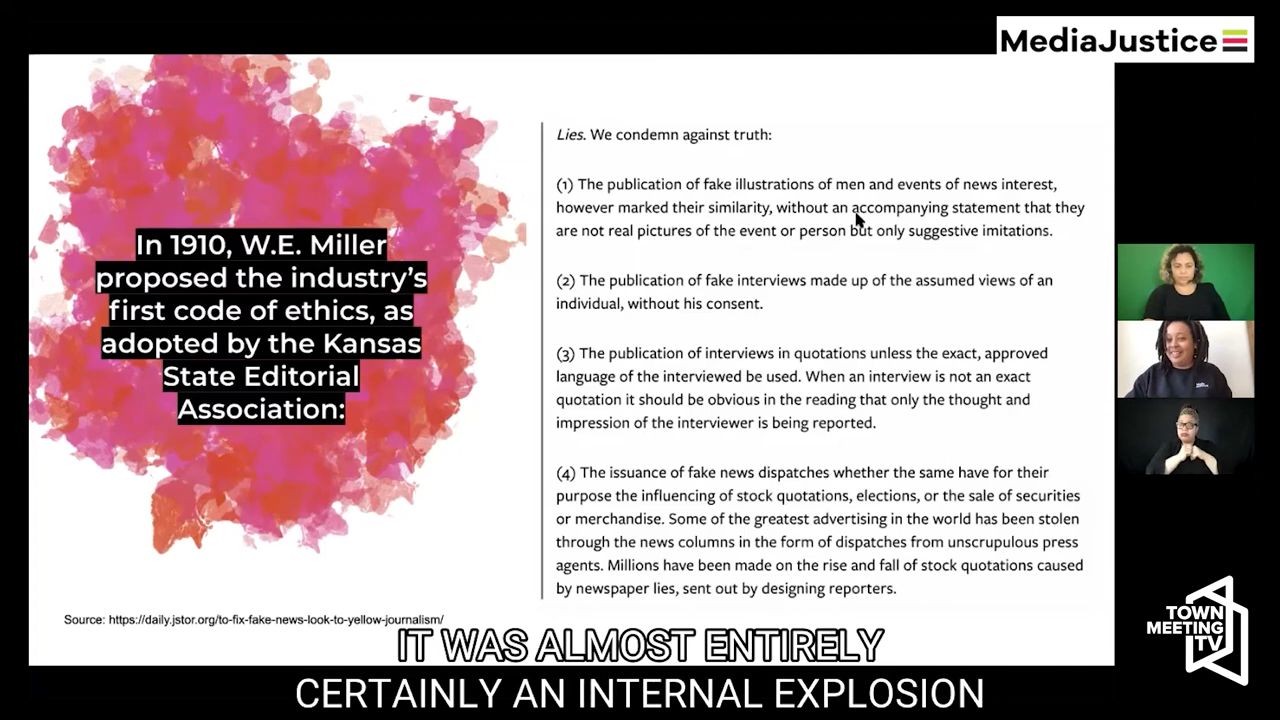 MediaJustice
In 1910, W.E. Miller
proposed the industry’s
first code of ethics, as
adopted by the Kansas
State Editorial
Association:
Lies. We condemn against truth:
(1) The publication of fake illustrations of men and events of news interest,
however marked their similarity, without an accompanying statement that they
are not real pictures of the event or person but only suggestive imitations.
(2) The publication of fake interviews made up of the assumed views of an
individual, without his consent.
(3) The publication of interviews in quotations unless the exact, approved
language of the interviewed be used. When an interview is not an exact
quotation it should be obvious in the reading that only the thought and
impression of the interviewer is being reported.
(4) The issuance of fake news dispatches whether the same have for their
purpose the influencing of stock quotations, elections, or the sale of securities
or merchandise. Some of the greatest advertising in the world has been stolen
through the news columns in the form of dispatches from unscrupulous press
agents. Millions have been made on the rise and fall of stock quotations caused
by newspaper lies, sent out by designing reporters.
Source: https://daily.jstor.org/to-fix-fake-news-look-to-yellow-journalism/
IT WAS ALMOST ENTIRELY
CERTAINLY AN INTERNAL EXPLOSION
TOWN
MEETING
TV